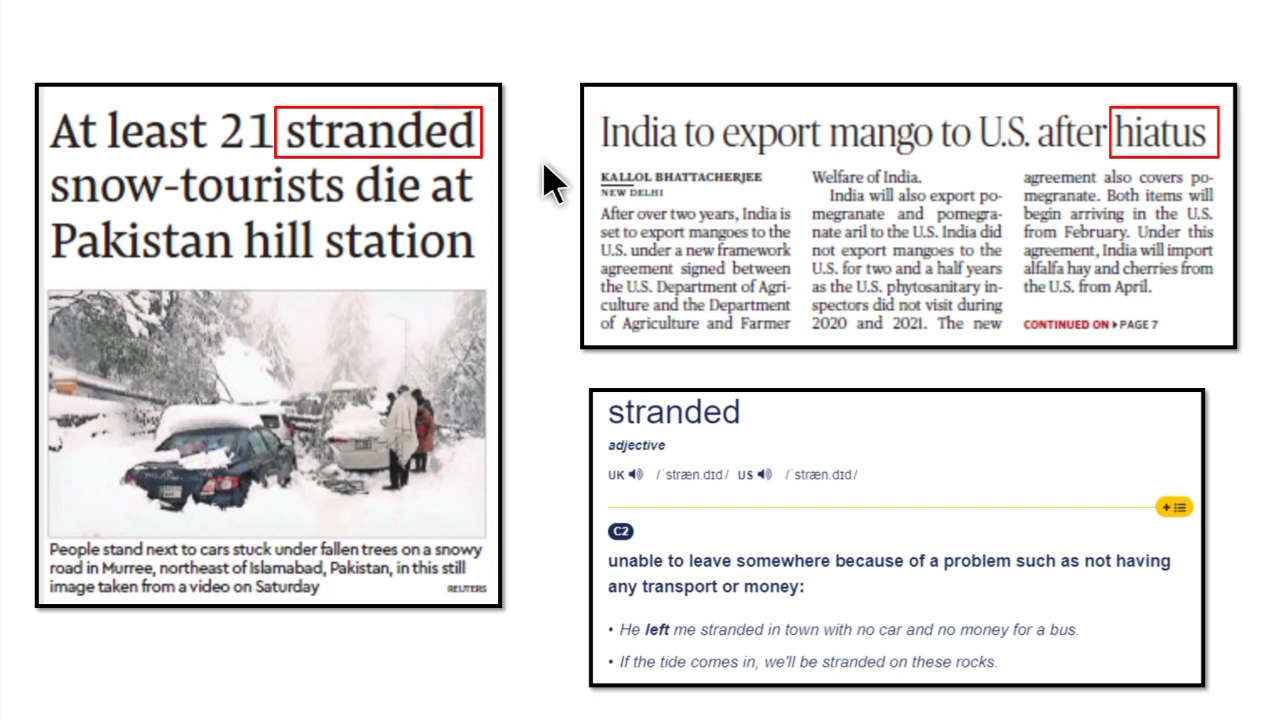 At least 21 stranded
snow-tourists die at
Pakistan hill station
People stand next to cars stuck under fallen trees on a snowy
road in Murree, northeast of Islamabad, Pakistan, in this still
image taken from a video on Saturday
REUTERS
India to export mango to U.S. after hiatus
KALLOL BHATTACHERJEE
NEW DELHI
After over two years, India is
set to export mangoes to the
U.S. under a new framework
agreement signed between
the U.S. Department of Agri-
culture and the Department
of Agriculture and Farmer
Welfare of India.
India will also export po-
megranate and pomegra-
nate aril to the U.S. India did
not export mangoes to the
U.S. for two and a half years
as the U.S. phytosanitary in-
spectors did not visit during
2020 and 2021. The new
agreement also covers po-
megranate. Both items will
begin arriving in the U.S.
from February. Under this
agreement, India will import
alfalfa hay and cherries from
the U.S. from April.
CONTINUED ON PAGE 7
stranded
adjective
UK /ˈstræn.dɪd/ US /ˈstræn.dɪd/
C2
unable to leave somewhere because of a problem such as not having
any transport or money:
• He left me stranded in town with no car and no money for a bus.
• If the tide comes in, we'll be stranded on these rocks.